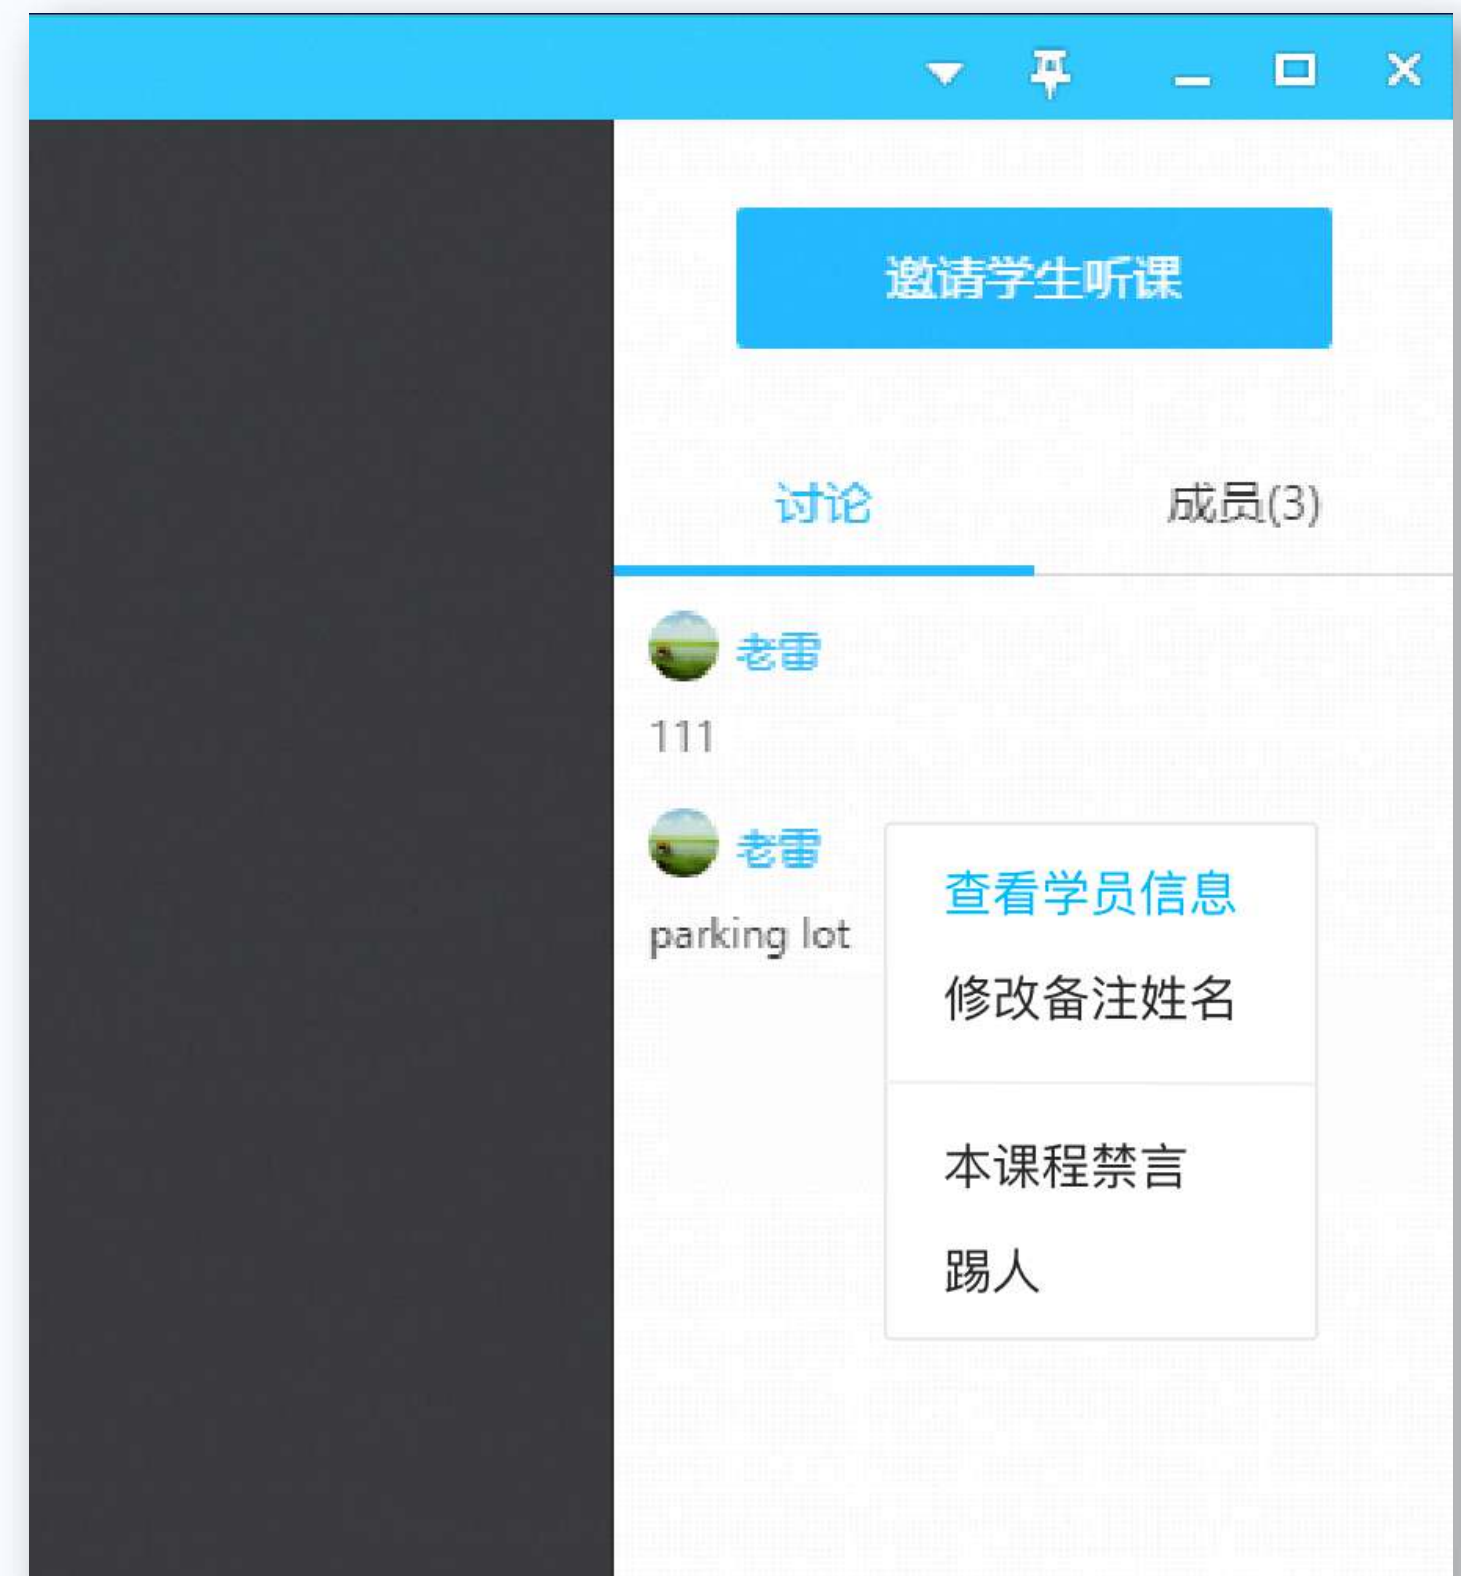 邀请学生听课
讨论 成员(3)
老雷
111
老雷
parking lot
查看学员信息
修改备注姓名
本课程禁言
踢人